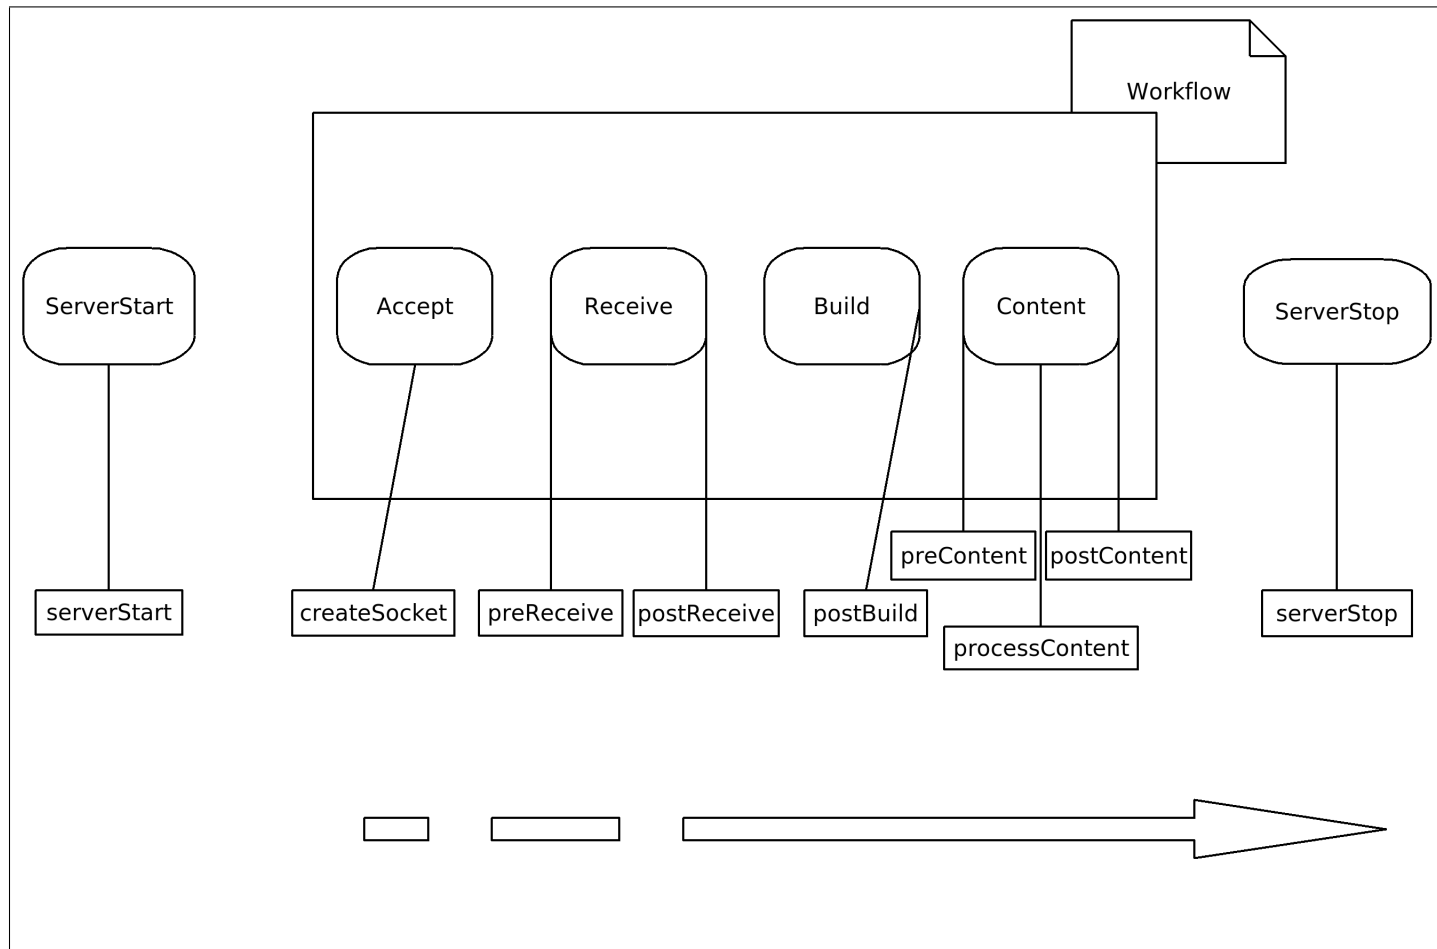 Workflow
ServerStart
Accept
Receive
Build
Content
ServerStop
preContent
postContent
serverStart
createSocket
preReceive
postReceive
postBuild
serverStop
processContent